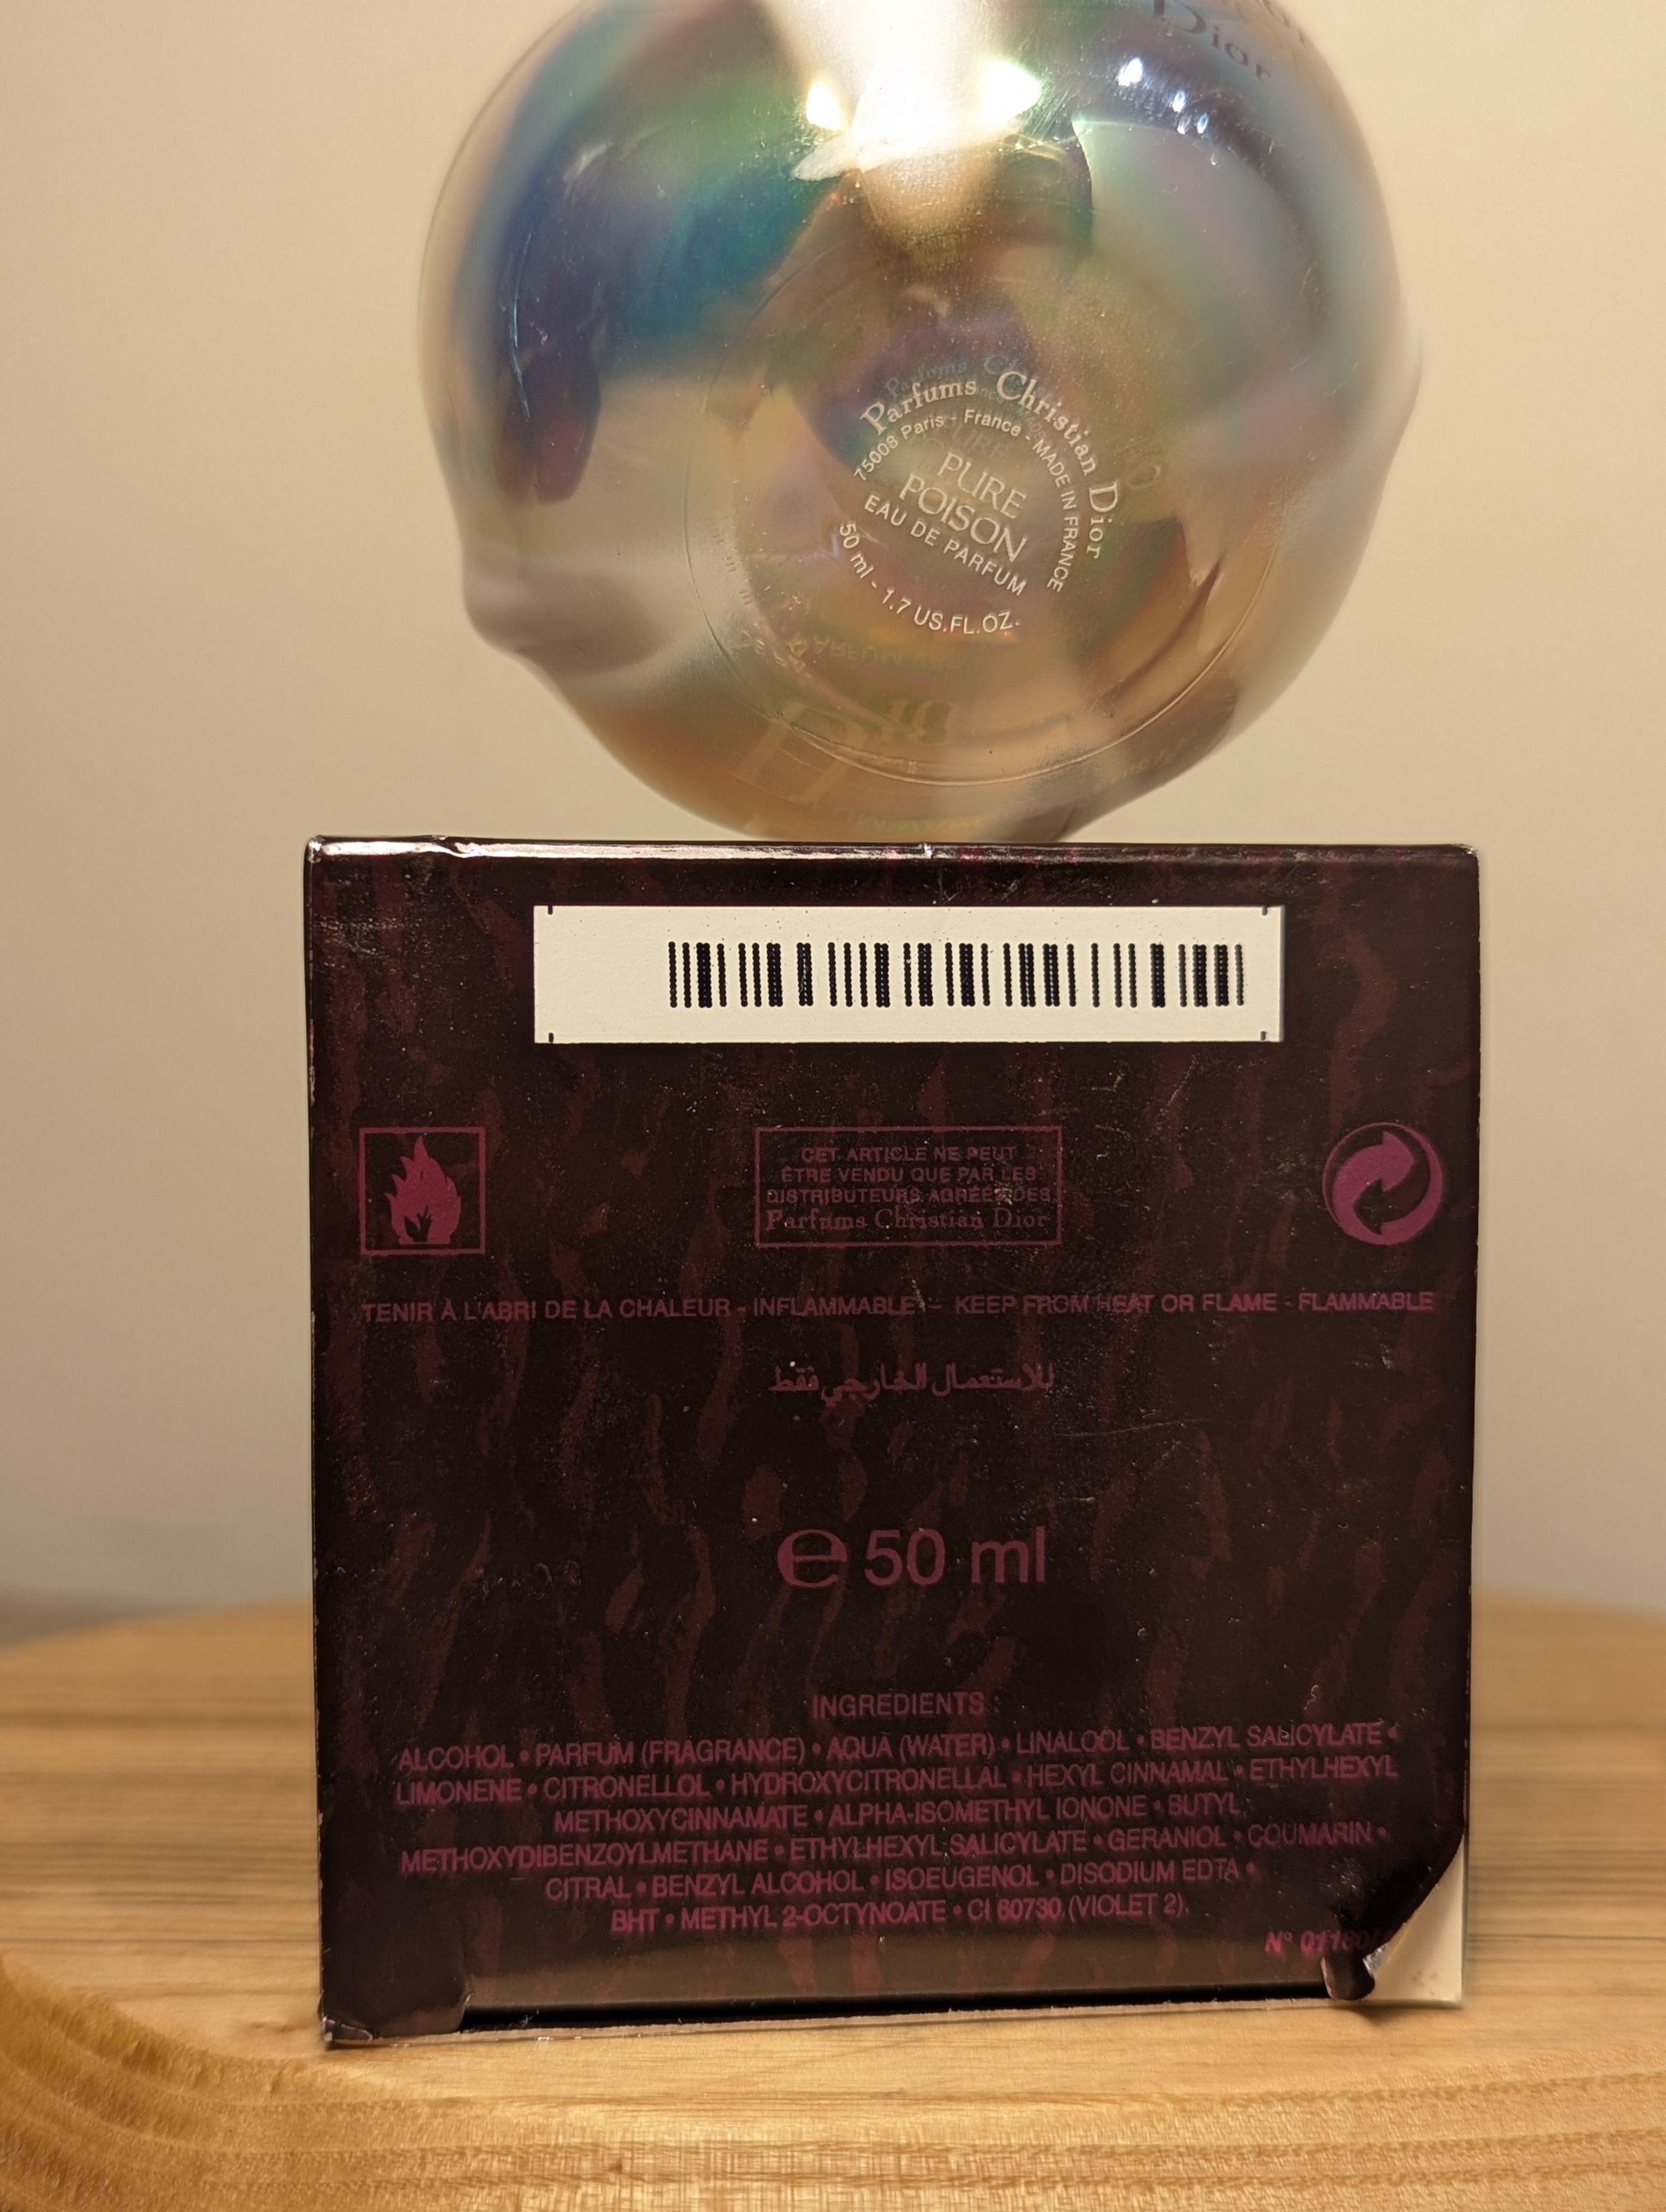 Dior
Parfums Christian Dior
75008 Paris - France - MADE IN FRANCE
PURE
POISON
EAU DE PARFUM
50 ml - 1.7 US.FL.OZ.
CET ARTICLE NE PEUT
ÊTRE VENDU QUE PAR LES
DISTRIBUTEURS AGRÉÉS DES
Parfums Christian Dior
TENIR À L'ABRI DE LA CHALEUR - INFLAMMABLE - KEEP FROM HEAT OR FLAME - FLAMMABLE
للاستعمال الخارجي فقط
℮ 50 ml
INGREDIENTS :
ALCOHOL • PARFUM (FRAGRANCE) • AQUA (WATER) • LINALOOL • BENZYL SALICYLATE •
LIMONENE • CITRONELLOL • HYDROXYCITRONELLAL • HEXYL CINNAMAL • ETHYLHEXYL
METHOXYCINNAMATE • ALPHA-ISOMETHYL IONONE • BUTYL
METHOXYDIBENZOYLMETHANE • ETHYLHEXYL SALICYLATE • GERANIOL • COUMARIN •
CITRAL • BENZYL ALCOHOL • ISOEUGENOL • DISODIUM EDTA •
BHT • METHYL 2-OCTYNOATE • CI 60730 (VIOLET 2).
N°